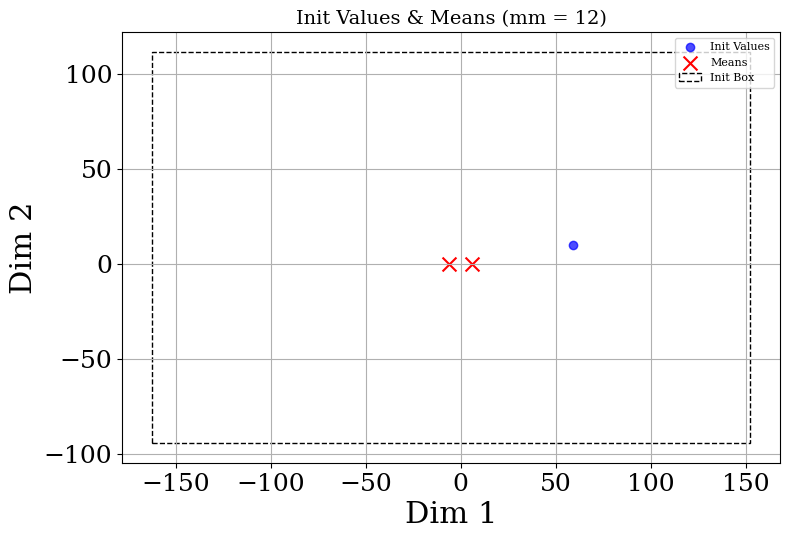 Init Values & Means (mm = 12)
Init Values
Means
Init Box
100
50
0
−50
−100
Dim 2
−150
−100
−50
0
50
100
150
Dim 1